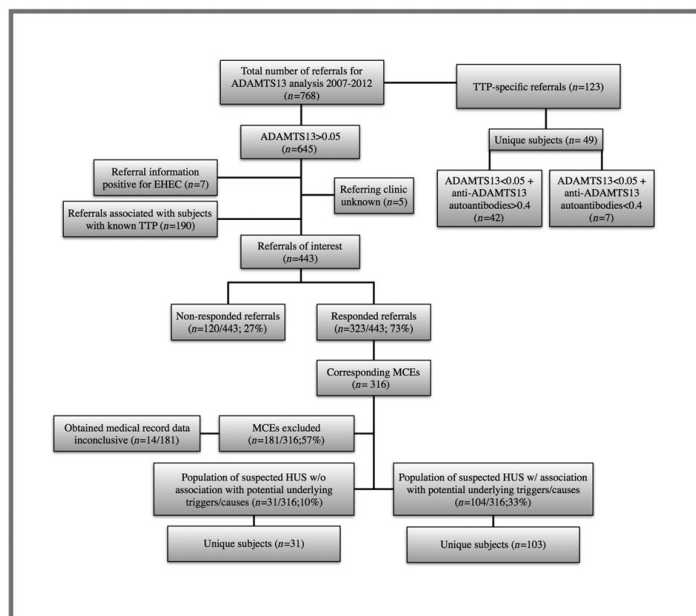 Total number of referrals for
ADAMTS13 analysis 2007-2012
(n=768)
TTP-specific referrals (n=123)
ADAMTS13>0.05
(n=645)
Unique subjects (n= 49)
Referral information
positive for EHEC (n=7)
Referring clinic
unknown (n=5)
ADAMTS13<0.05 +
anti-ADAMTS13
autoantibodies>0.4
(n=42)
ADAMTS13<0.05 +
anti-ADAMTS13
autoantibodies<0.4
(n=7)
Referrals associated with subjects
with known TTP (n=190)
Referrals of interest
(n=443)
Non-responded referrals
(n=120/443; 27%)
Responded referrals
(n=323/443; 73%)
Corresponding MCEs
(n= 316)
Obtained medical record data
inconclusive (n=14/181)
MCEs excluded
(n=181/316;57%)
Population of suspected HUS w/o
association with potential underlying
triggers/causes (n=31/316;10%)
Population of suspected HUS w/ association
with potential underlying triggers/causes
(n=104/316;33%)
Unique subjects (n=31)
Unique subjects (n=103)